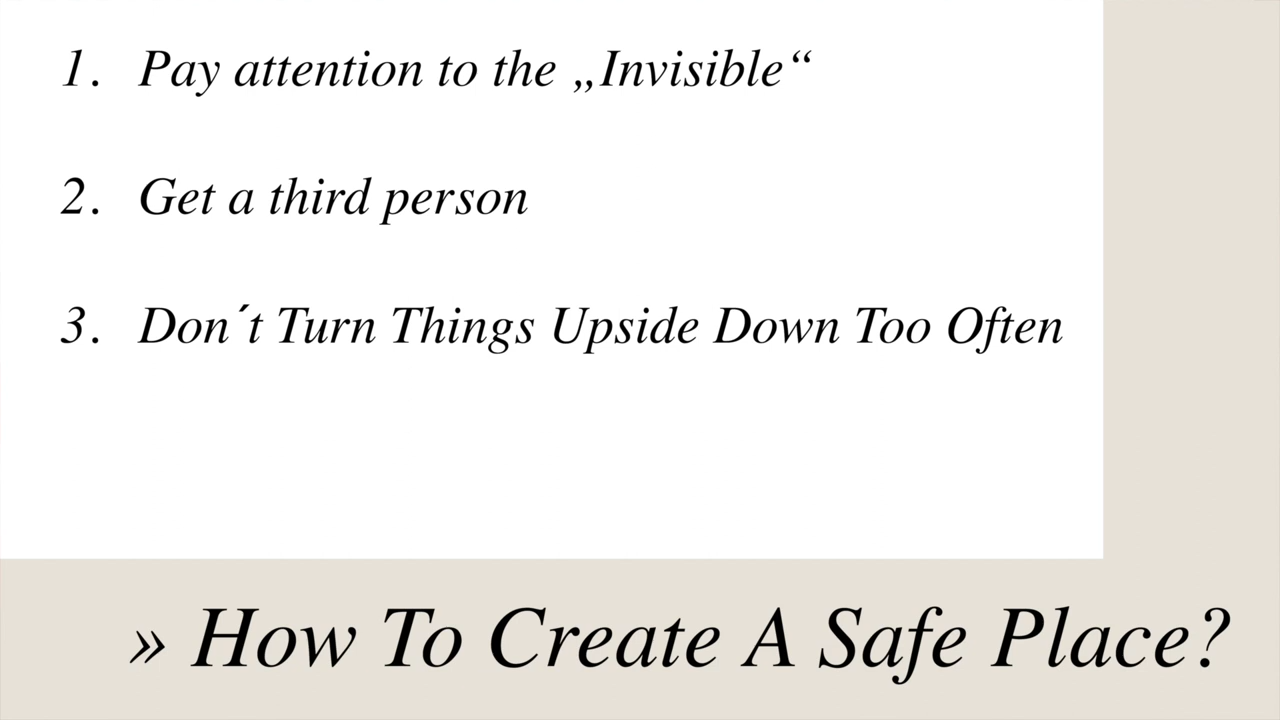 1. Pay attention to the „Invisible“
2. Get a third person
3. Don´t Turn Things Upside Down Too Often
» How To Create A Safe Place?